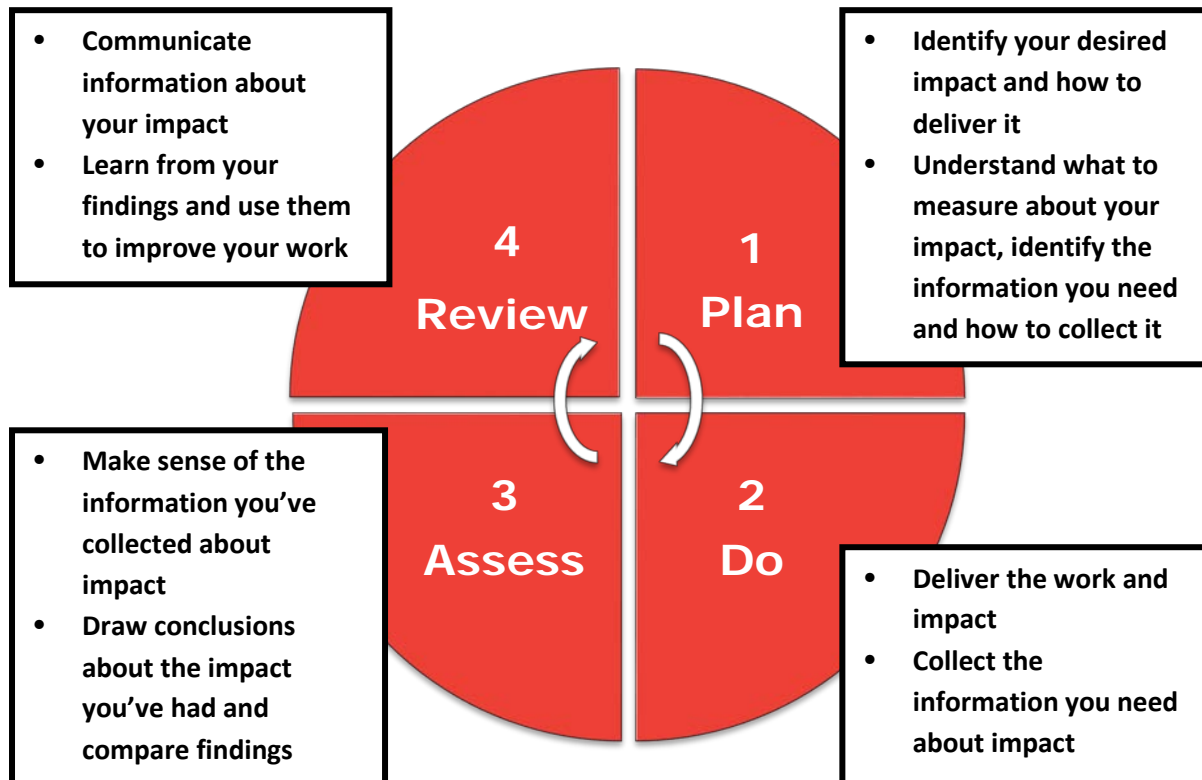 • Communicate
information about
your impact
• Learn from your
findings and use them
to improve your work
• Identify your desired
impact and how to
deliver it
• Understand what to
measure about your
impact, identify the
information you need
and how to collect it
4
Review
1
Plan
3
Assess
2
Do
• Make sense of the
information you’ve
collected about
impact
• Draw conclusions
about the impact
you’ve had and
compare findings
• Deliver the work and
impact
• Collect the
information you need
about impact